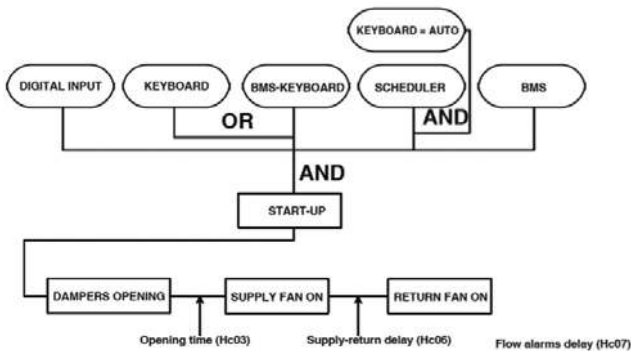 KEYBOARD = AUTO
DIGITAL INPUT
KEYBOARD
BMS-KEYBOARD
SCHEDULER
BMS
OR
AND
AND
START-UP
DAMPERS OPENING
SUPPLY FAN ON
RETURN FAN ON
Opening time (Hc03)
Supply-return delay (Hc06)
Flow alarms delay (Hc07)